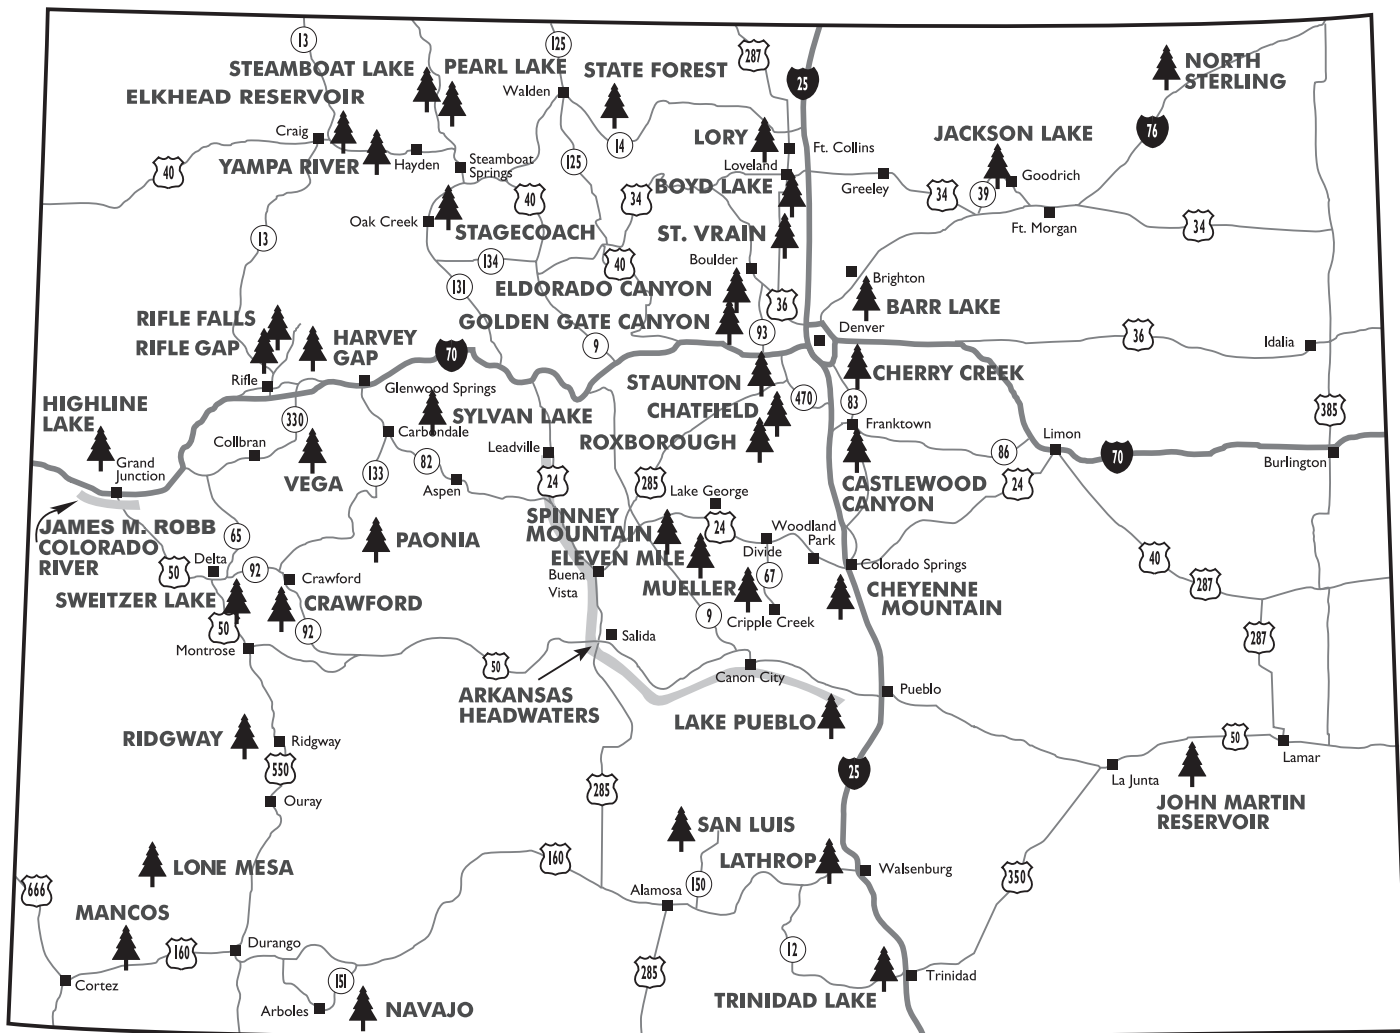 13
125
287
25
NORTH
STERLING
STEAMBOAT LAKE
PEARL LAKE
STATE FOREST
Walden
ELKHEAD RESERVOIR
Craig
YAMPA RIVER
Hayden
Steamboat
Springs
40
14
125
LORY
Ft. Collins
JACKSON LAKE
76
Loveland
BOYD LAKE
Greeley
34
39
Goodrich
Ft. Morgan
34
40
34
Oak Creek
STAGECOACH
ST. VRAIN
13
134
40
Boulder
131
ELDORADO CANYON
36
Brighton
BARR LAKE
RIFLE FALLS
RIFLE GAP
HARVEY
GAP
70
GOLDEN GATE CANYON
9
93
Denver
36
Idalia
Rifle
Glenwood Springs
STAUNTON
CHERRY CREEK
HIGHLINE
LAKE
330
SYLVAN LAKE
CHATFIELD
470
83
385
Collbran
Carbondale
Leadville
ROXBOROUGH
Franktown
Limon
86
70
Burlington
Grand
Junction
VEGA
133
82
Aspen
24
285
Lake George
CASTLEWOOD
CANYON
24
JAMES M. ROBB
COLORADO
RIVER
65
PAONIA
SPINNEY
MOUNTAIN
24
Woodland
Park
Divide
50
Delta
92
Crawford
ELEVEN MILE
Colorado Springs
40
287
Buena
Vista
67
SWEITZER LAKE
CRAWFORD
MUELLER
CHEYENNE
MOUNTAIN
50
92
Salida
9
Cripple Creek
287
Montrose
50
Canon City
ARKANSAS
HEADWATERS
Pueblo
LAKE PUEBLO
RIDGWAY
Ridgway
50
Lamar
550
285
25
La Junta
JOHN MARTIN
RESERVOIR
Ouray
SAN LUIS
LONE MESA
160
LATHROP
Walsenburg
666
Alamosa
150
350
MANCOS
160
Durango
12
Cortez
151
285
Trinidad
TRINIDAD LAKE
Arboles
NAVAJO